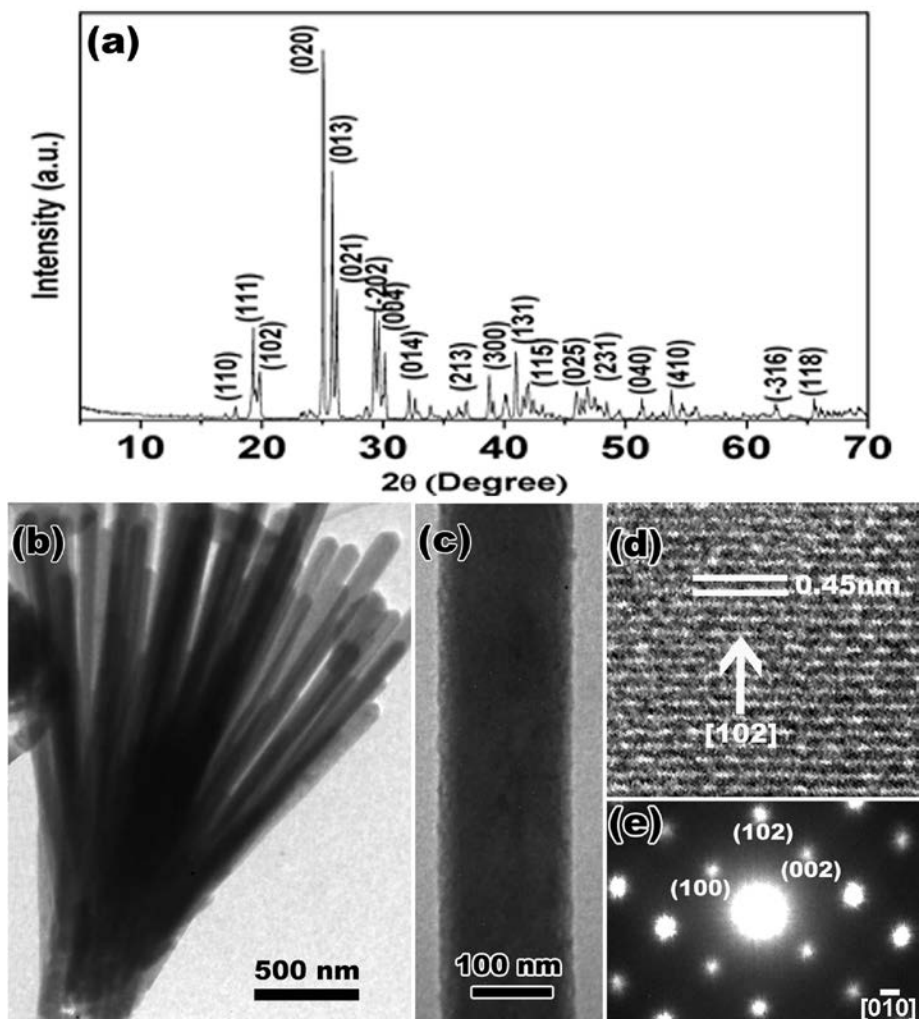 (a)
Intensity (a.u.)
(110)
(111)
(102)
(020)
(013)
(021)
(-202)
(004)
(014)
(213)
(300)
(131)
(115)
(025)
(231)
(040)
(410)
(-316)
(118)
10 20 30 40 50 60 70
2θ (Degree)
(b)
500 nm
(c)
100 nm
(d)
0.45nm
[102]
(e)
(102)
(002)
(100)
[01̅0]